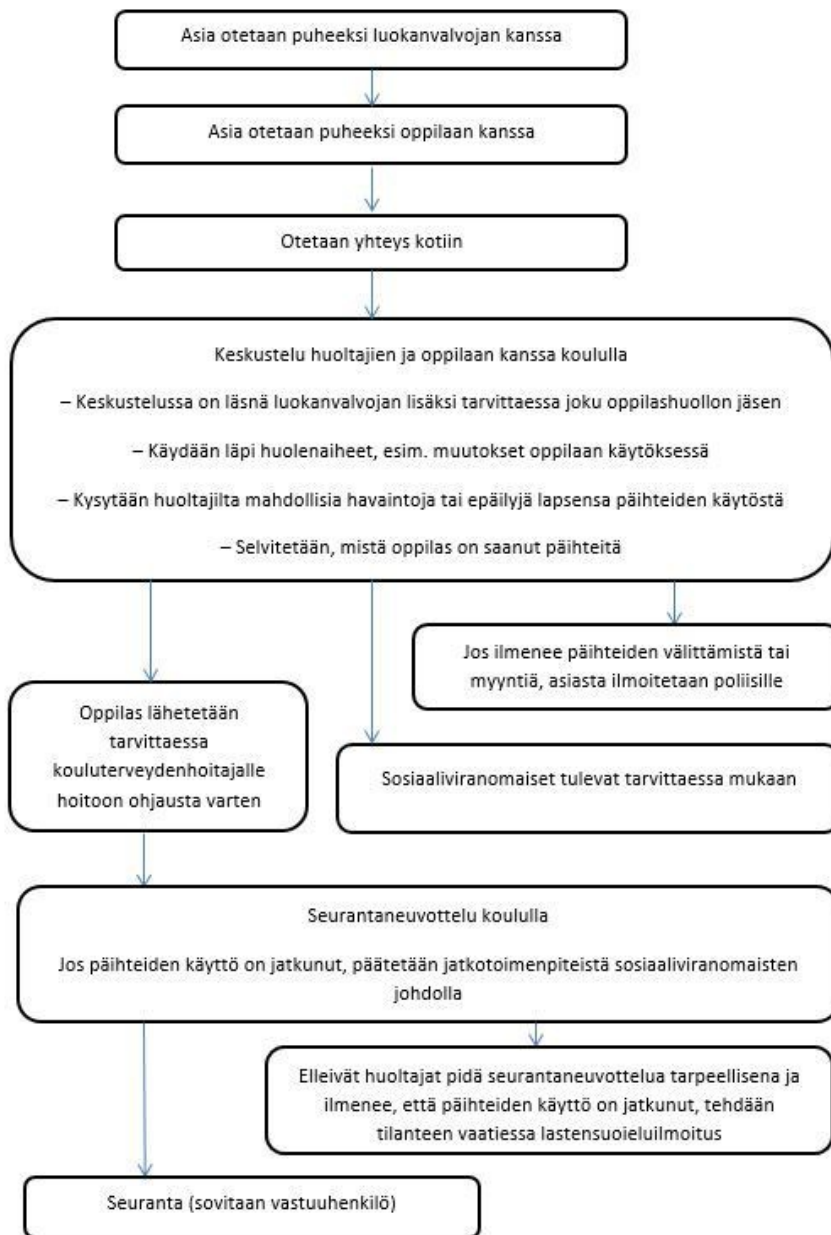 Asia otetaan puheeksi luokanvalvojan kanssa
Asia otetaan puheeksi oppilaan kanssa
Otetaan yhteys kotiin
Keskustelu huoltajien ja oppilaan kanssa koululla
– Keskustelussa on läsnä luokanvalvojan lisäksi tarvittaessa joku oppilashuollon jäsen
– Käydään läpi huolenaiheet, esim. muutokset oppilaan käytöksessä
– Kysytään huoltajilta mahdollisia havaintoja tai epäilyjä lapsensa päihteiden käytöstä
– Selvitetään, mistä oppilas on saanut päihteitä
Jos ilmenee päihteiden välittämistä tai
myyntiä, asiasta ilmoitetaan poliisille
Oppilas lähetetään
tarvittaessa
kouluterveydenhoitajalle
hoitoon ohjausta varten
Sosiaaliviranomaiset tulevat tarvittaessa mukaan
Seurantaneuvottelu koululla
Jos päihteiden käyttö on jatkunut, päätetään jatkotoimenpiteistä sosiaaliviranomaisten
johdolla
Elleivät huoltajat pidä seurantaneuvottelua tarpeellisena ja
ilmenee, että päihteiden käyttö on jatkunut, tehdään
tilanteen vaatiessa lastensuoieluilmoitus
Seuranta (sovitaan vastuuhenkilö)